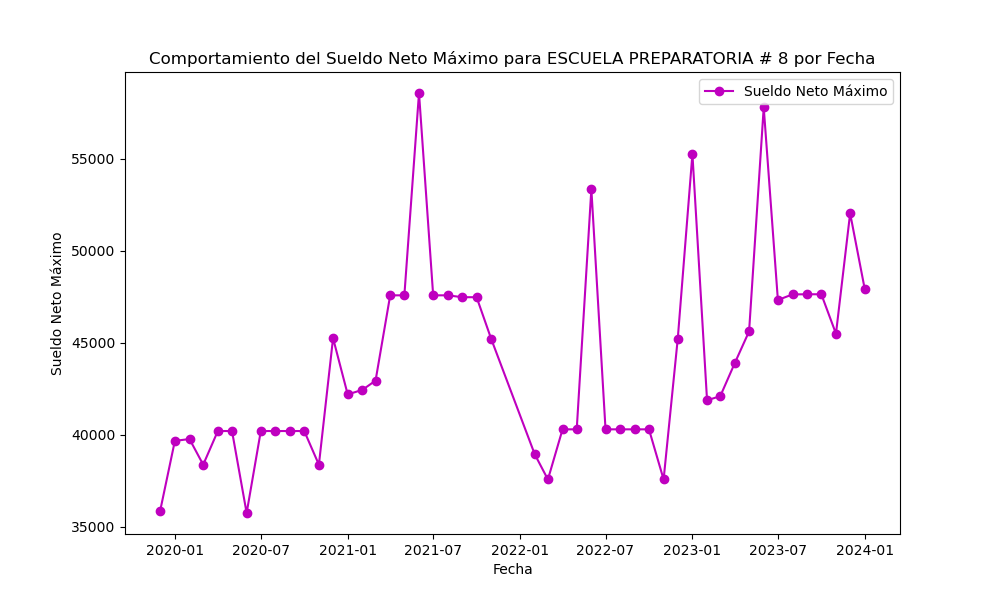 Comportamiento del Sueldo Neto Máximo para ESCUELA PREPARATORIA # 8 por Fecha
Sueldo Neto Máximo
55000
50000
45000
40000
35000
Sueldo Neto Máximo
2020-01 2020-07 2021-01 2021-07 2022-01 2022-07 2023-01 2023-07 2024-01
Fecha